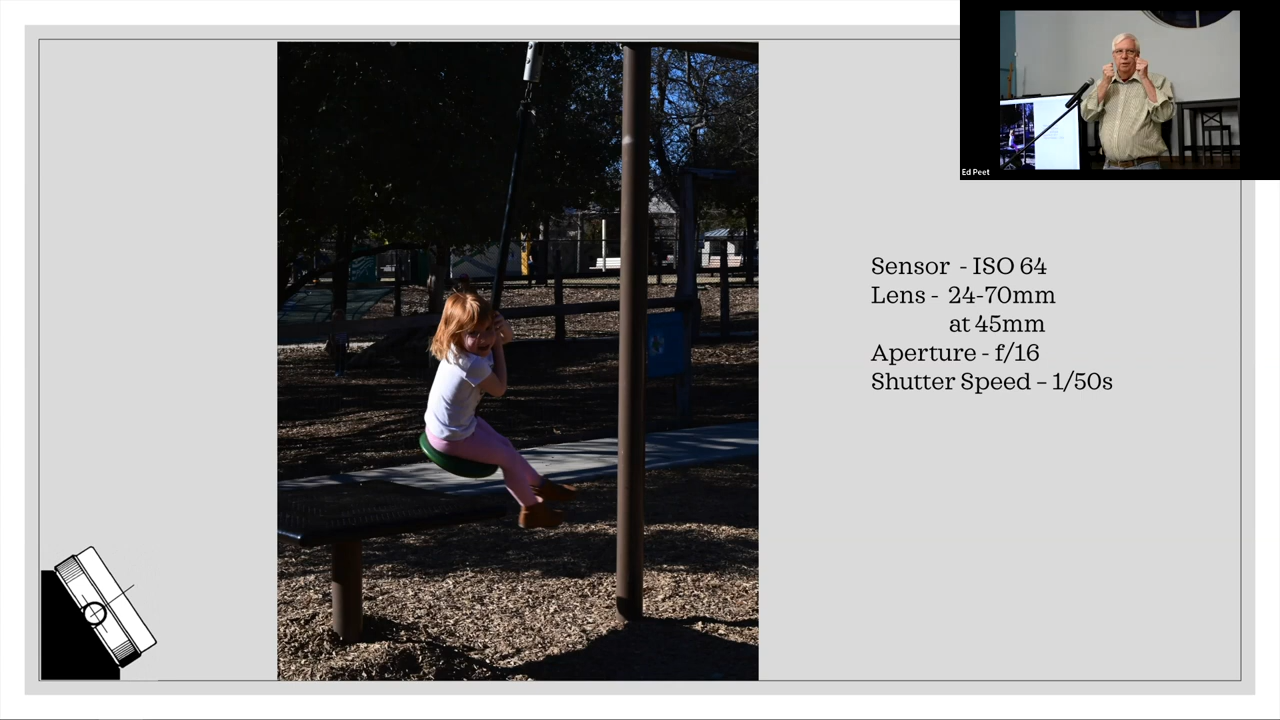 Ed Peet
Sensor - ISO 64
Lens - 24-70mm
at 45mm
Aperture - f/16
Shutter Speed – 1/50s